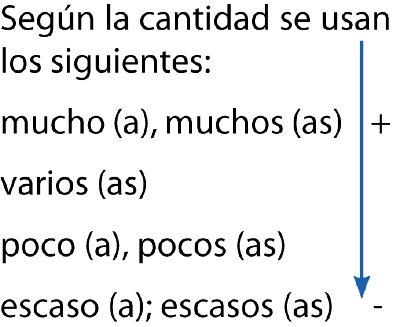 Según la cantidad se usan
los siguientes:
mucho (a), muchos (as) +
varios (as)
poco (a), pocos (as)
escaso (a); escasos (as) -